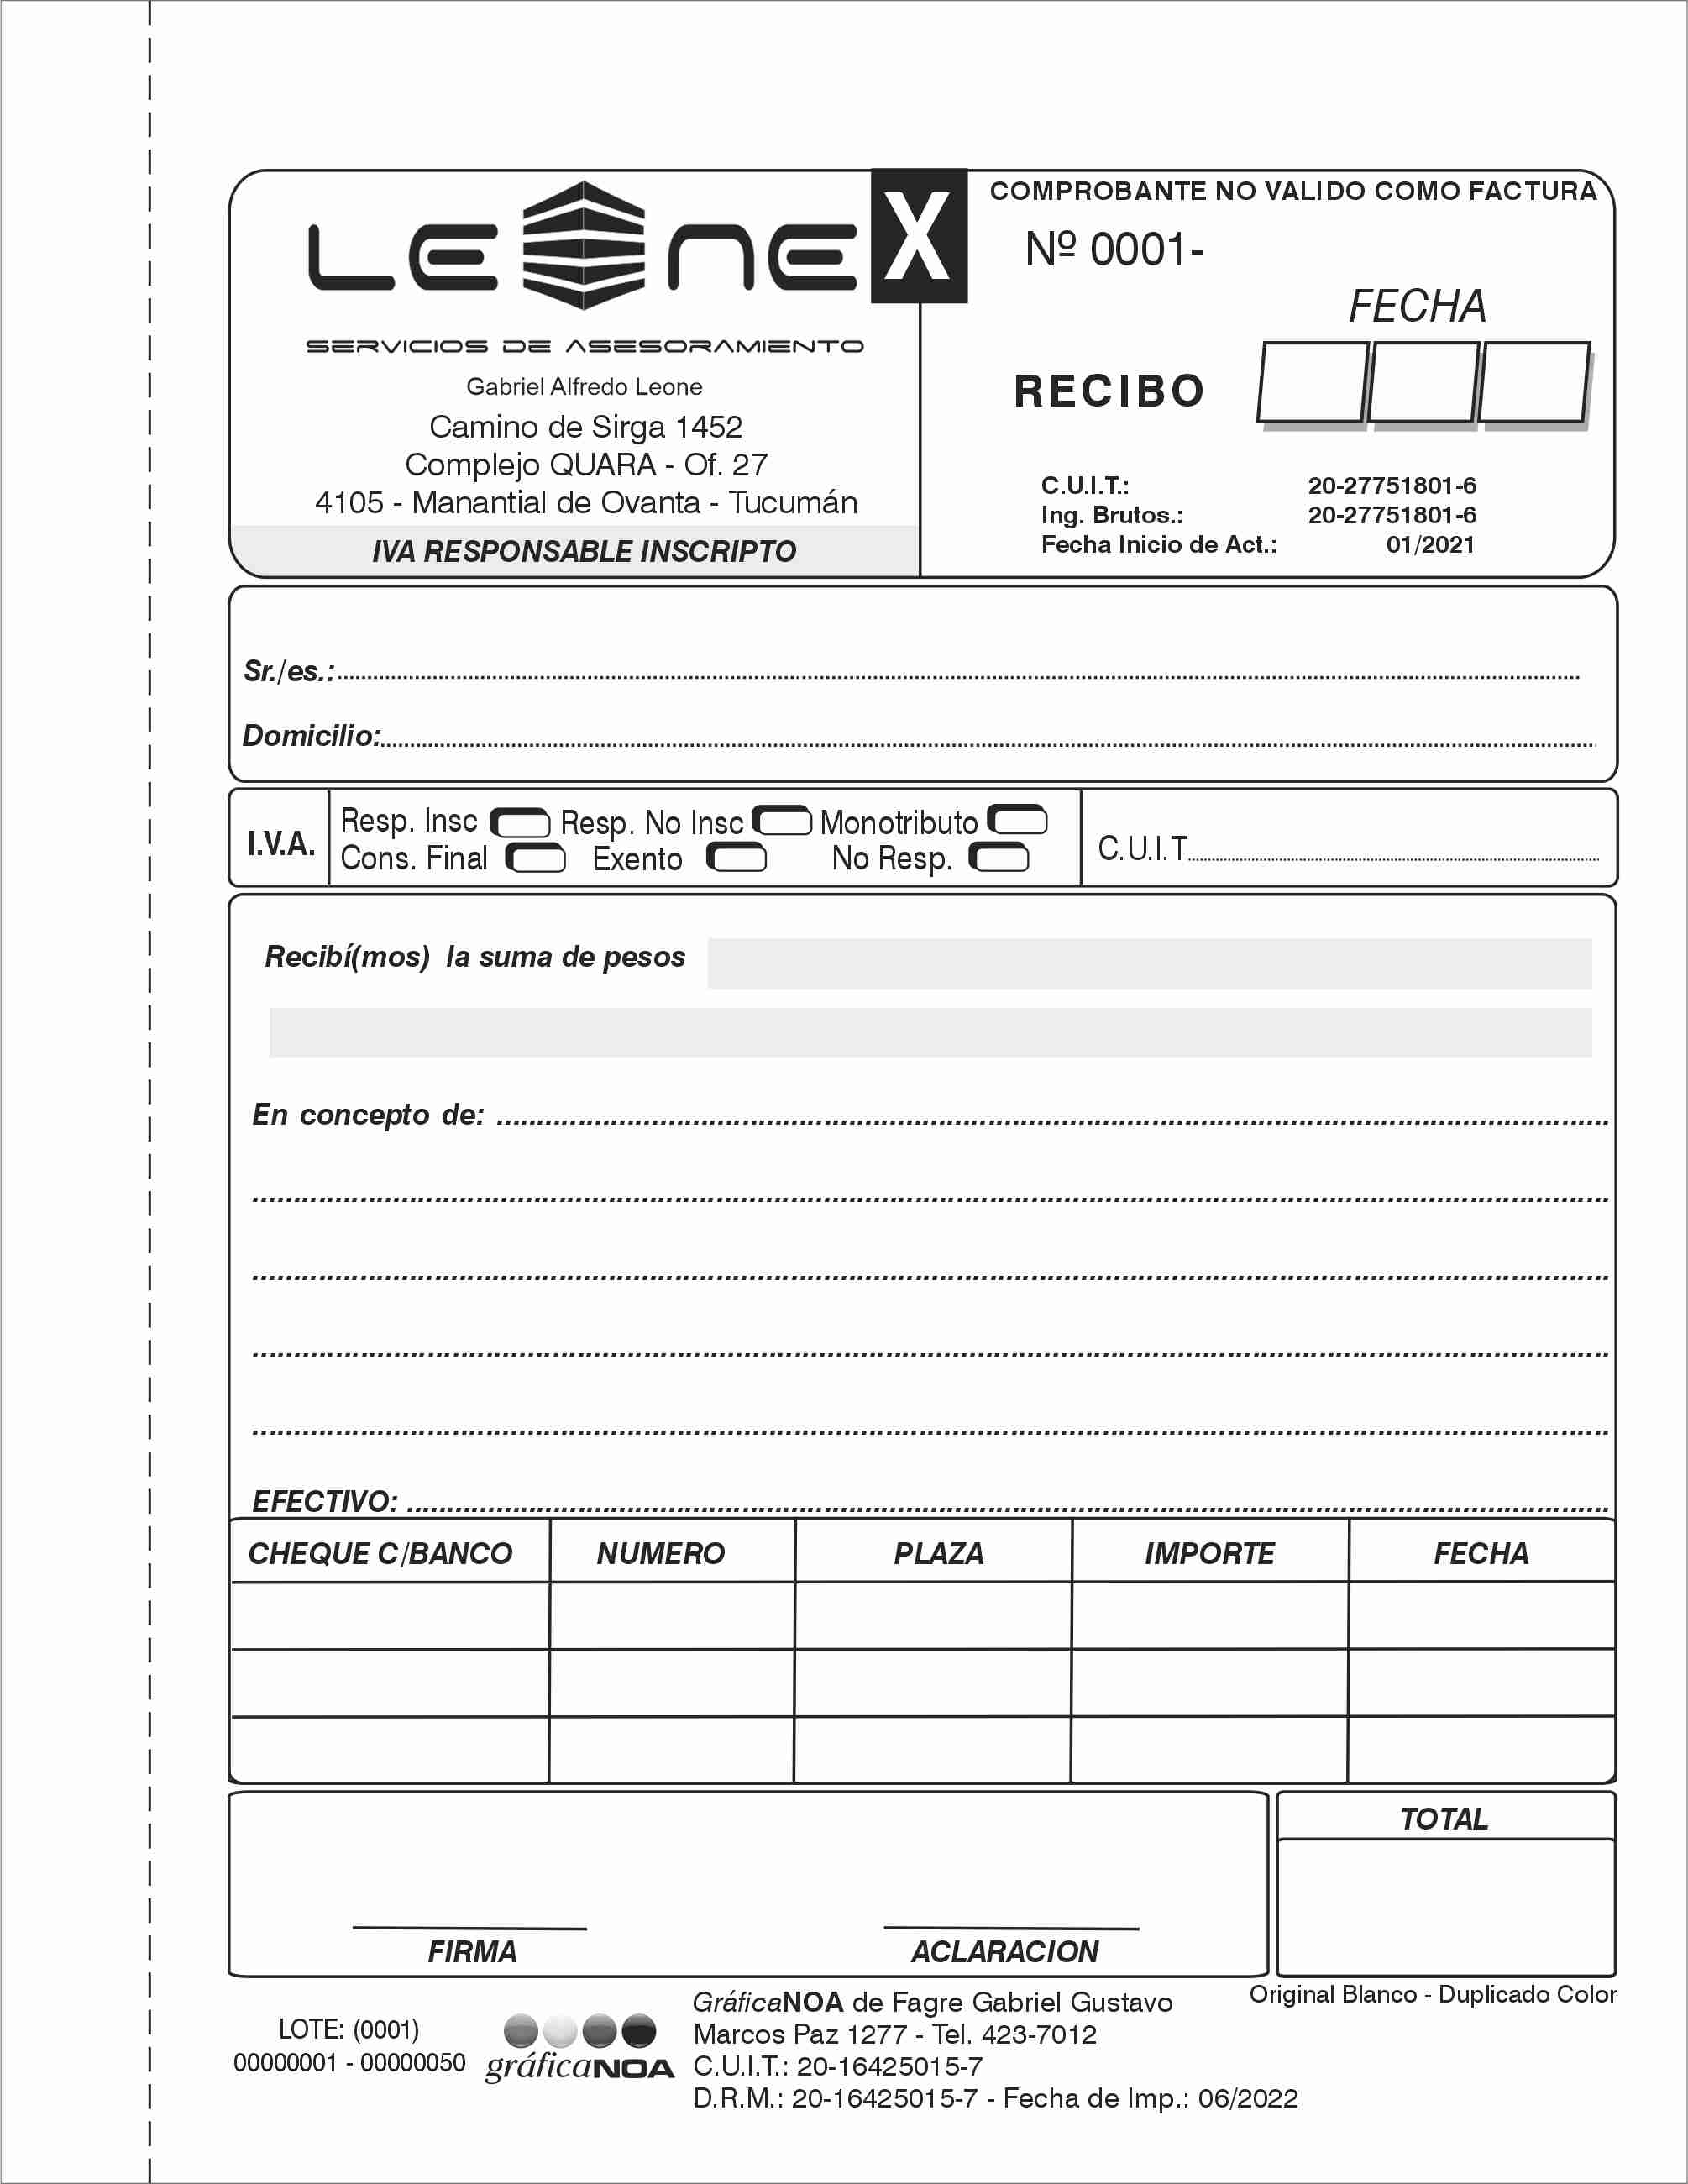 LEONE
X
COMPROBANTE NO VALIDO COMO FACTURA
Nº 0001-
FECHA
SERVICIOS DE ASESORAMIENTO
Gabriel Alfredo Leone
RECIBO
Camino de Sirga 1452
Complejo QUARA - Of. 27
4105 - Manantial de Ovanta - Tucumán
IVA RESPONSABLE INSCRIPTO
C.U.I.T.: 20-27751801-6
Ing. Brutos.: 20-27751801-6
Fecha Inicio de Act.: 01/2021
Sr./es.:
Domicilio:
I.V.A.
Resp. Insc Resp. No Insc Monotributo
Cons. Final Exento No Resp.
C.U.I.T
Recibí(mos) la suma de pesos
En concepto de:
EFECTIVO:
CHEQUE C/BANCO NUMERO PLAZA IMPORTE FECHA
TOTAL
FIRMA ACLARACION
Original Blanco - Duplicado Color
LOTE: (0001)
00000001 - 00000050
gráficaNOA
GráficaNOA de Fagre Gabriel Gustavo
Marcos Paz 1277 - Tel. 423-7012
C.U.I.T.: 20-16425015-7
D.R.M.: 20-16425015-7 - Fecha de Imp.: 06/2022